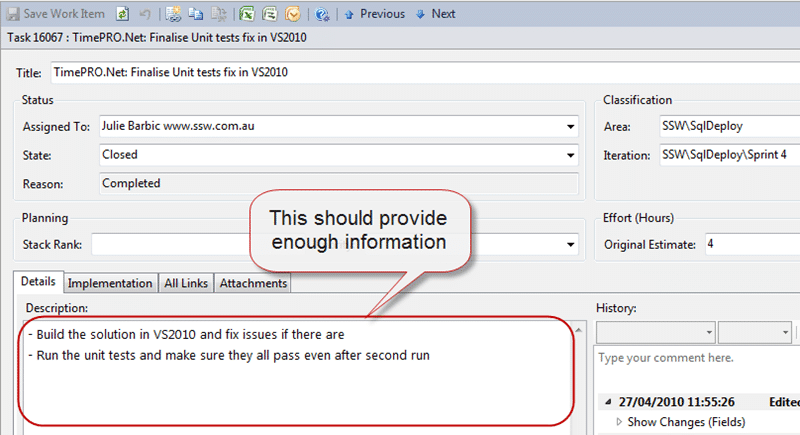 Save Work Item Previous Next
Task 16067 : TimePRO.Net: Finalise Unit tests fix in VS2010
Title: TimePRO.Net: Finalise Unit tests fix in VS2010
Status
Classification
Assigned To: Julie Barbic www.ssw.com.au
Area: SSW\SqlDeploy
State: Closed
Iteration: SSW\SqlDeploy\Sprint 4
Reason: Completed
This should provide
enough information
Planning
Effort (Hours)
Stack Rank:
Original Estimate: 4
Details Implementation All Links Attachments
Description:
History:
- Build the solution in VS2010 and fix issues if there are
- Run the unit tests and make sure they all pass even after second run
Type your comment here.
27/04/2010 11:55:26 Edited
Show Changes (Fields)